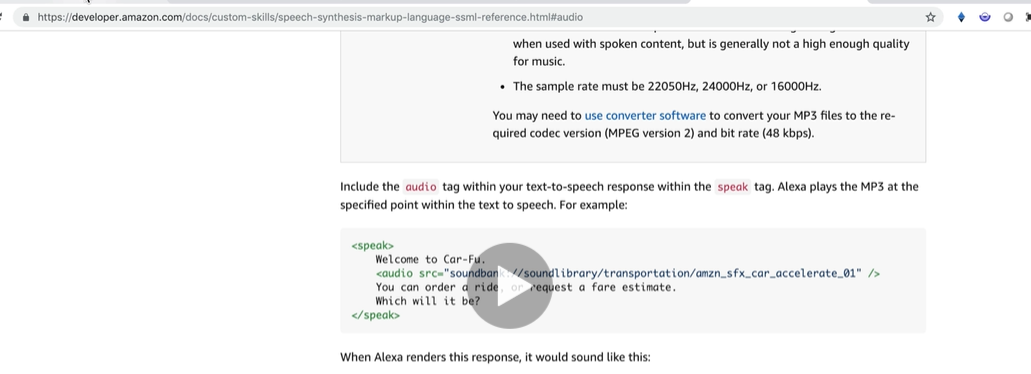 https://developer.amazon.com/docs/custom-skills/speech-synthesis-markup-language-ssml-reference.html#audio
when used with spoken content, but is generally not a high enough quality
for music.
• The sample rate must be 22050Hz, 24000Hz, or 16000Hz.
You may need to use converter software to convert your MP3 files to the re-
quired codec version (MPEG version 2) and bit rate (48 kbps).
Include the audio tag within your text-to-speech response within the speak tag. Alexa plays the MP3 at the
specified point within the text to speech. For example:
<speak>
Welcome to Car-Fu.
<audio src="soundbank://soundlibrary/transportation/amzn_sfx_car_accelerate_01" />
You can order a ride, or request a fare estimate.
Which will it be?
</speak>
When Alexa renders this response, it would sound like this: